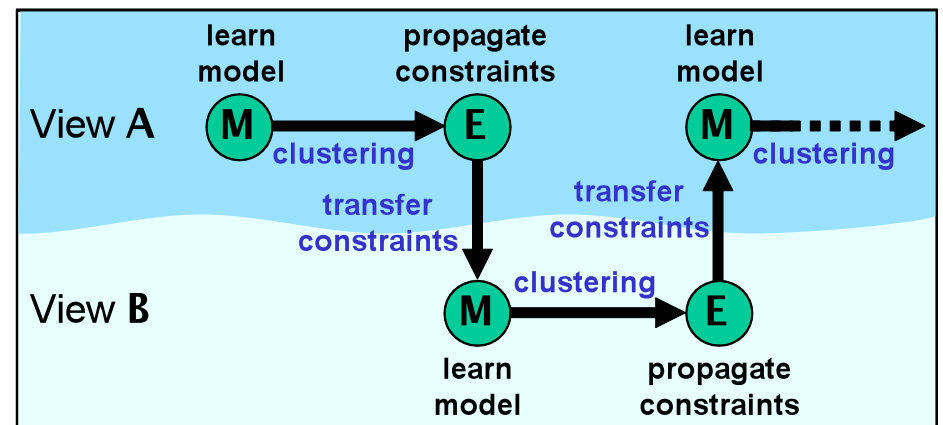 learn
model
propagate
constraints
learn
model
View A
M
E
M
clustering
clustering
transfer
constraints
transfer
constraints
clustering
View B
M
E
learn
model
propagate
constraints